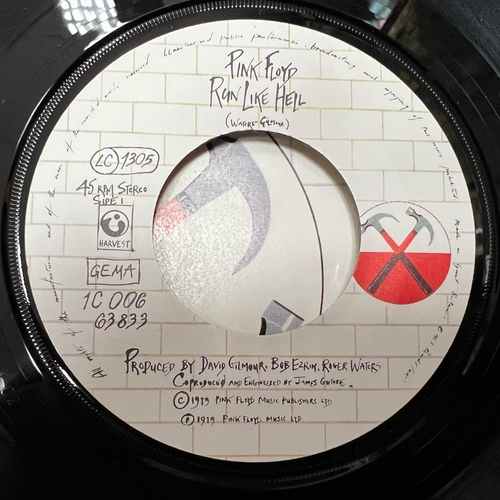 Pink Floyd
Run Like Hell
(Waters-Gilmour)
LC 1305
45 RPM Stereo
Side 1
HARVEST
GEMA
1C 006
63833
Produced by David Gilmour, Bob Ezrin, Roger Waters
Coproduced and Engineered by James Guthrie.
© 1979 Pink Floyd Music Publishers Ltd
℗ 1979 Pink Floyd Music Ltd